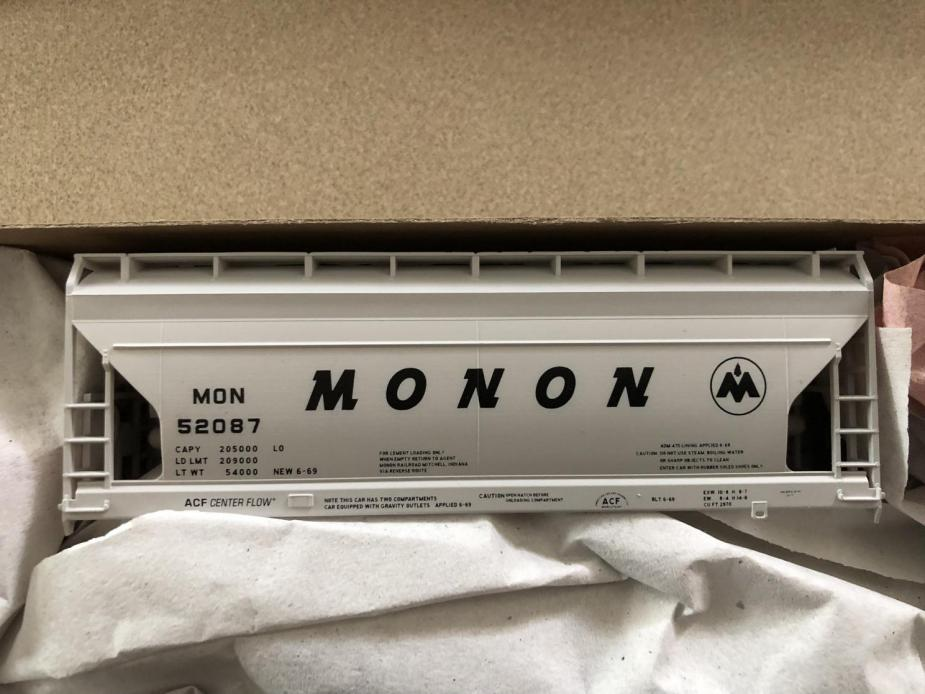 MONON
M
MON
52087
CAPY 205000 LO
LD LMT 209000
LT WT 54000 NEW 6-69
FOR CEMENT LOADING ONLY
WHEN EMPTY RETURN TO AGENT
MONON RAILROAD MITCHELL, INDIANA
VIA REVERSE ROUTE
ADM 475 LINING APPLIED 6-69
CAUTION: DO NOT USE STEAM, BOILING WATER
OR SHARP OBJECTS TO CLEAN
ENTER CAR WITH RUBBER SOLED SHOES ONLY
ACF CENTER FLOW
NOTE THIS CAR HAS TWO COMPARTMENTS
CAR EQUIPPED WITH GRAVITY OUTLETS APPLIED 6-69
CAUTION OPEN HATCH BEFORE
UNLOADING COMPARTMENT
ACF
BLT 6-69
EXW 10-8 H 8-7
EW 9-4 H 14-8
CU FT 2970